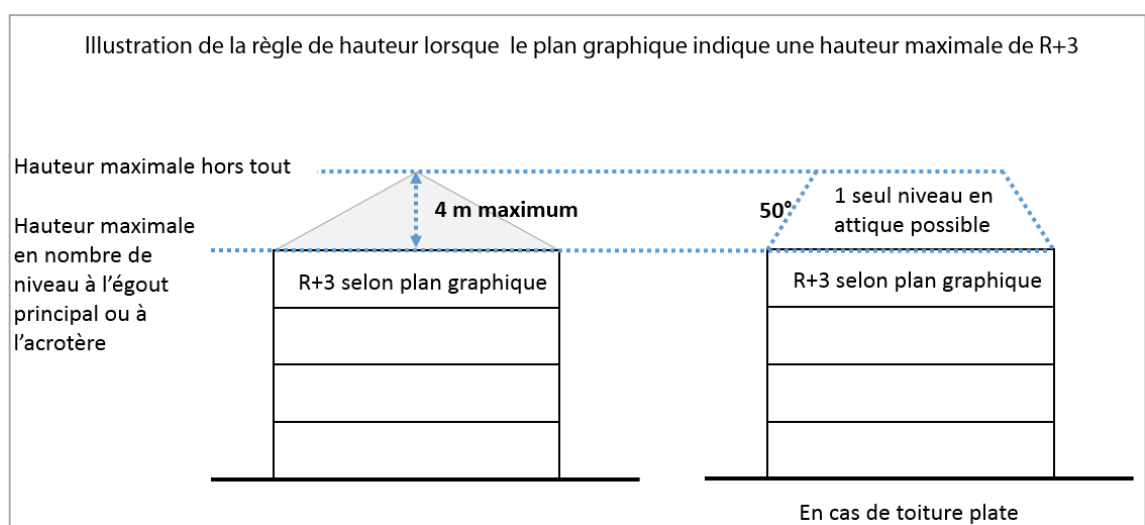 Illustration de la règle de hauteur lorsque le plan graphique indique une hauteur maximale de R+3
Hauteur maximale hors tout
4 m maximum
50°
1 seul niveau en
attique possible
Hauteur maximale
en nombre de
niveau à l'égout
principal ou à
l'acrotère
R+3 selon plan graphique
R+3 selon plan graphique
En cas de toiture plate